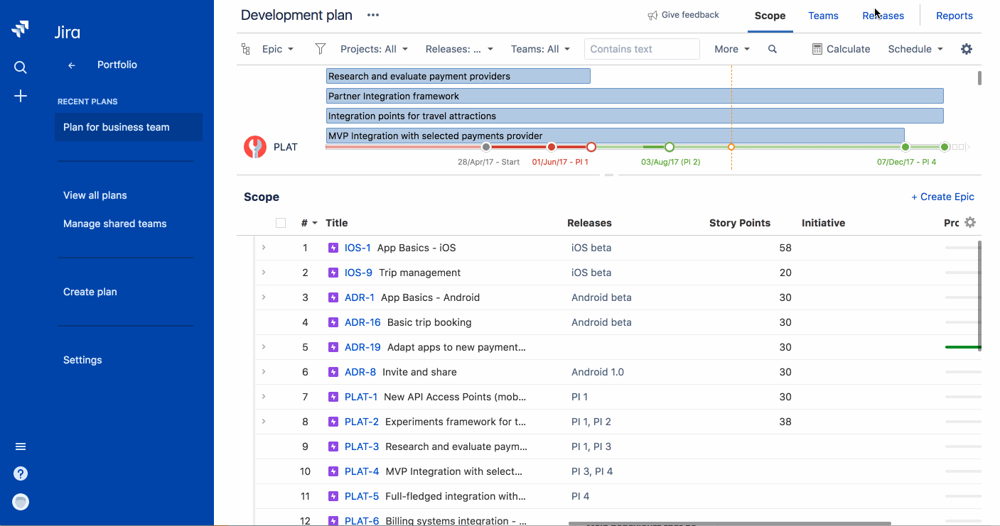 Jira
Portfolio
RECENT PLANS
Plan for business team
View all plans
Manage shared teams
Create plan
Settings
Development plan
Give feedback
Scope
Teams
Releases
Reports
Epic
Projects: All
Releases: ...
Teams: All
Contains text
More
Calculate
Schedule
Research and evaluate payment providers
Partner Integration framework
Integration points for travel attractions
MVP Integration with selected payments provider
PLAT
28/Apr/17 - Start 01/Jun/17 - PI 1 03/Aug/17 (PI 2) 07/Dec/17 - PI 4
Scope
+ Create Epic
# Title Releases Story Points Initiative Prc
1 IOS-1 App Basics - iOS iOS beta 58
2 IOS-9 Trip management iOS beta 20
3 ADR-1 App Basics - Android Android beta 30
4 ADR-16 Basic trip booking Android beta 30
5 ADR-19 Adapt apps to new payment... 30
6 ADR-8 Invite and share Android 1.0 30
7 PLAT-1 New API Access Points (mob... PI 1 30
8 PLAT-2 Experiments framework for t... PI 1, PI 2 38
9 PLAT-3 Research and evaluate paym... PI 1, PI 3
10 PLAT-4 MVP Integration with select... PI 3, PI 4
11 PLAT-5 Full-fledged integration with... PI 4
12 PLAT-6 Billing systems integration - ...